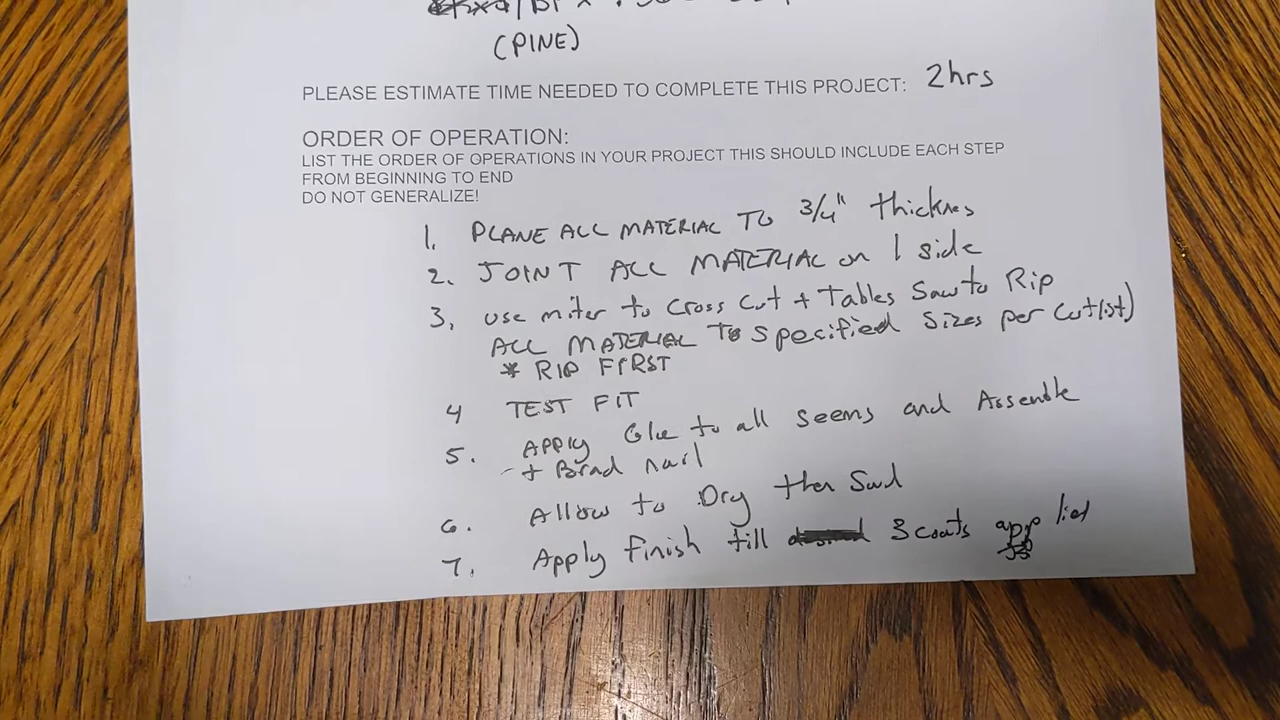 (PINE)
PLEASE ESTIMATE TIME NEEDED TO COMPLETE THIS PROJECT: 2hrs
ORDER OF OPERATION:
LIST THE ORDER OF OPERATIONS IN YOUR PROJECT THIS SHOULD INCLUDE EACH STEP
FROM BEGINNING TO END
DO NOT GENERALIZE!
1. PLANE ALL MATERIAL TO 3/4" thicknes
2. JOINT ALL MATERIAL on 1 side
3. use miter to Cross Cut + Tables Saw to Rip
ALL MATERIAL TO specified Sizes per Cutlist)
* RIP FIRST
4 TEST FIT
5. APPly Glue to all Seems and Assemble
+ Brad nail
6. Allow to Dry then Sand
7. Apply finish till 3 coats app lied